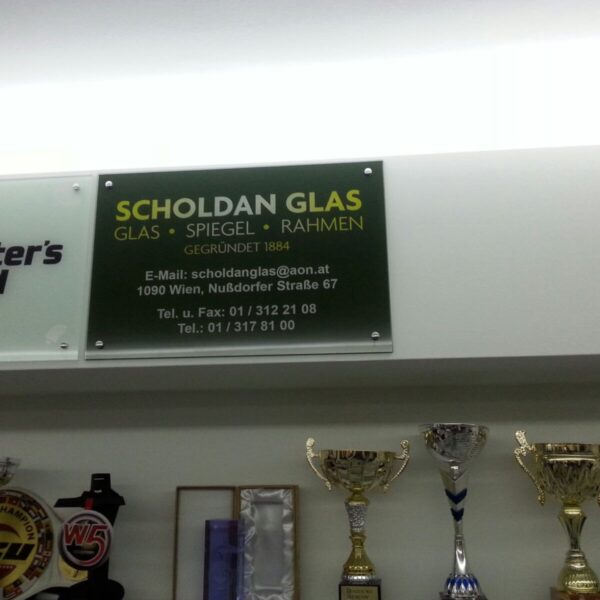 SCHOLDAN GLAS
GLAS • SPIEGEL • RAHMEN
GEGRÜNDET 1884
E-Mail: scholdanglas@aon.at
1090 Wien, Nußdorfer Straße 67
Tel. u. Fax: 01 / 312 21 08
Tel.: 01 / 317 81 00
ter's
CHAMPION
W5